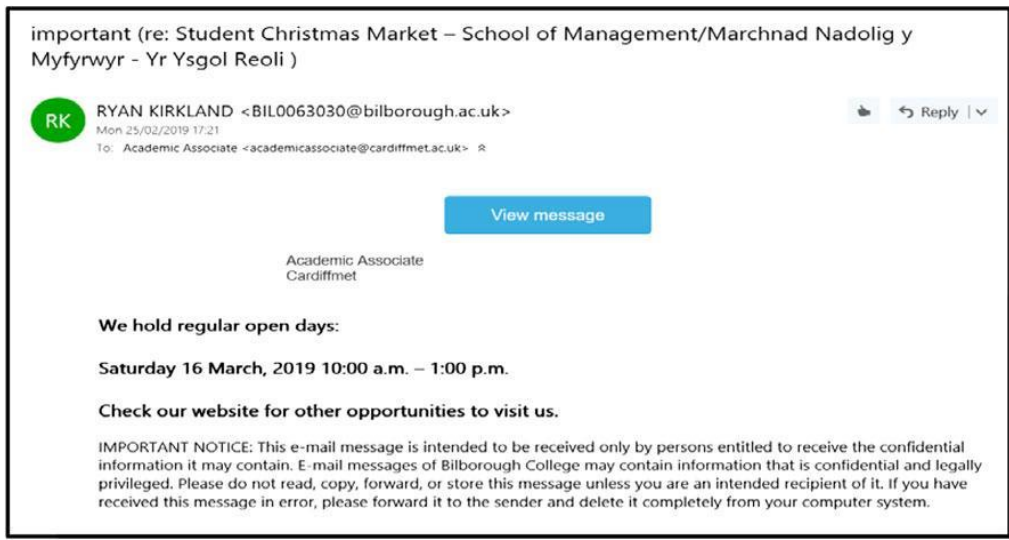 important (re: Student Christmas Market – School of Management/Marchnad Nadolig y
Myfyrwyr - Yr Ysgol Reoli )
RK
RYAN KIRKLAND <BIL0063030@bilborough.ac.uk>
Reply
Mon 25/02/2019 17:21
To: Academic Associate <academicassociate@cardiffmet.ac.uk>
View message
Academic Associate
Cardiffmet
We hold regular open days:
Saturday 16 March, 2019 10:00 a.m. – 1:00 p.m.
Check our website for other opportunities to visit us.
IMPORTANT NOTICE: This e-mail message is intended to be received only by persons entitled to receive the confidential
information it may contain. E-mail messages of Bilborough College may contain information that is confidential and legally
privileged. Please do not read, copy, forward, or store this message unless you are an intended recipient of it. If you have
received this message in error, please forward it to the sender and delete it completely from your computer system.